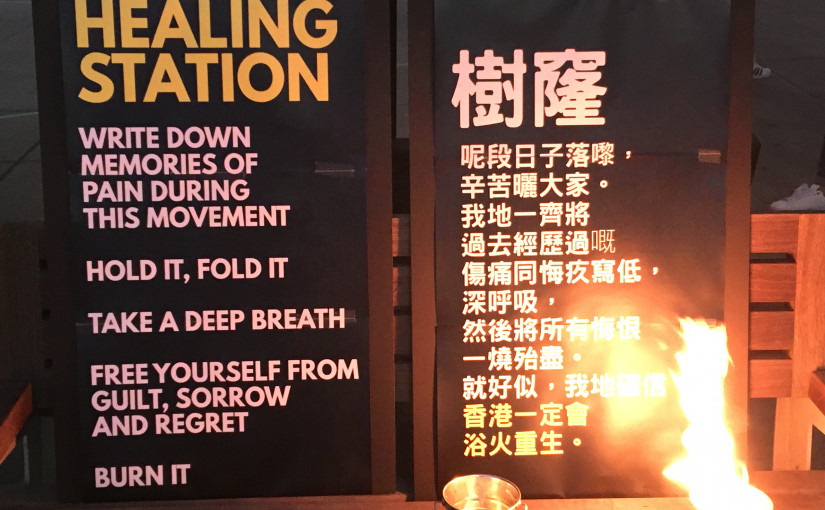 HEALING
STATION
WRITE DOWN
MEMORIES OF
PAIN DURING
THIS MOVEMENT
HOLD IT, FOLD IT
TAKE A DEEP BREATH
FREE YOURSELF FROM
GUILT, SORROW
AND REGRET
BURN IT
樹窿
呢段日子落嚟，
辛苦曬大家。
我地一齊將
過去經歷過嘅
傷痛同悔疚寫低，
深呼吸，
然後將所有悔恨
一燒殆盡。
就好似，我地確信
香港一定會
浴火重生。